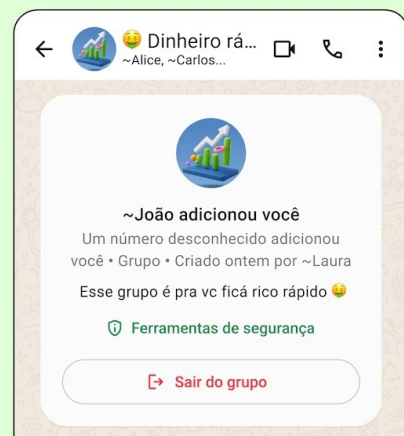 🤑 Dinheiro rá...
~Alice, ~Carlos...
~João adicionou você
Um número desconhecido adicionou
você • Grupo • Criado ontem por ~Laura
Esse grupo é pra vc ficá rico rápido 🤑
Ferramentas de segurança
Sair do grupo